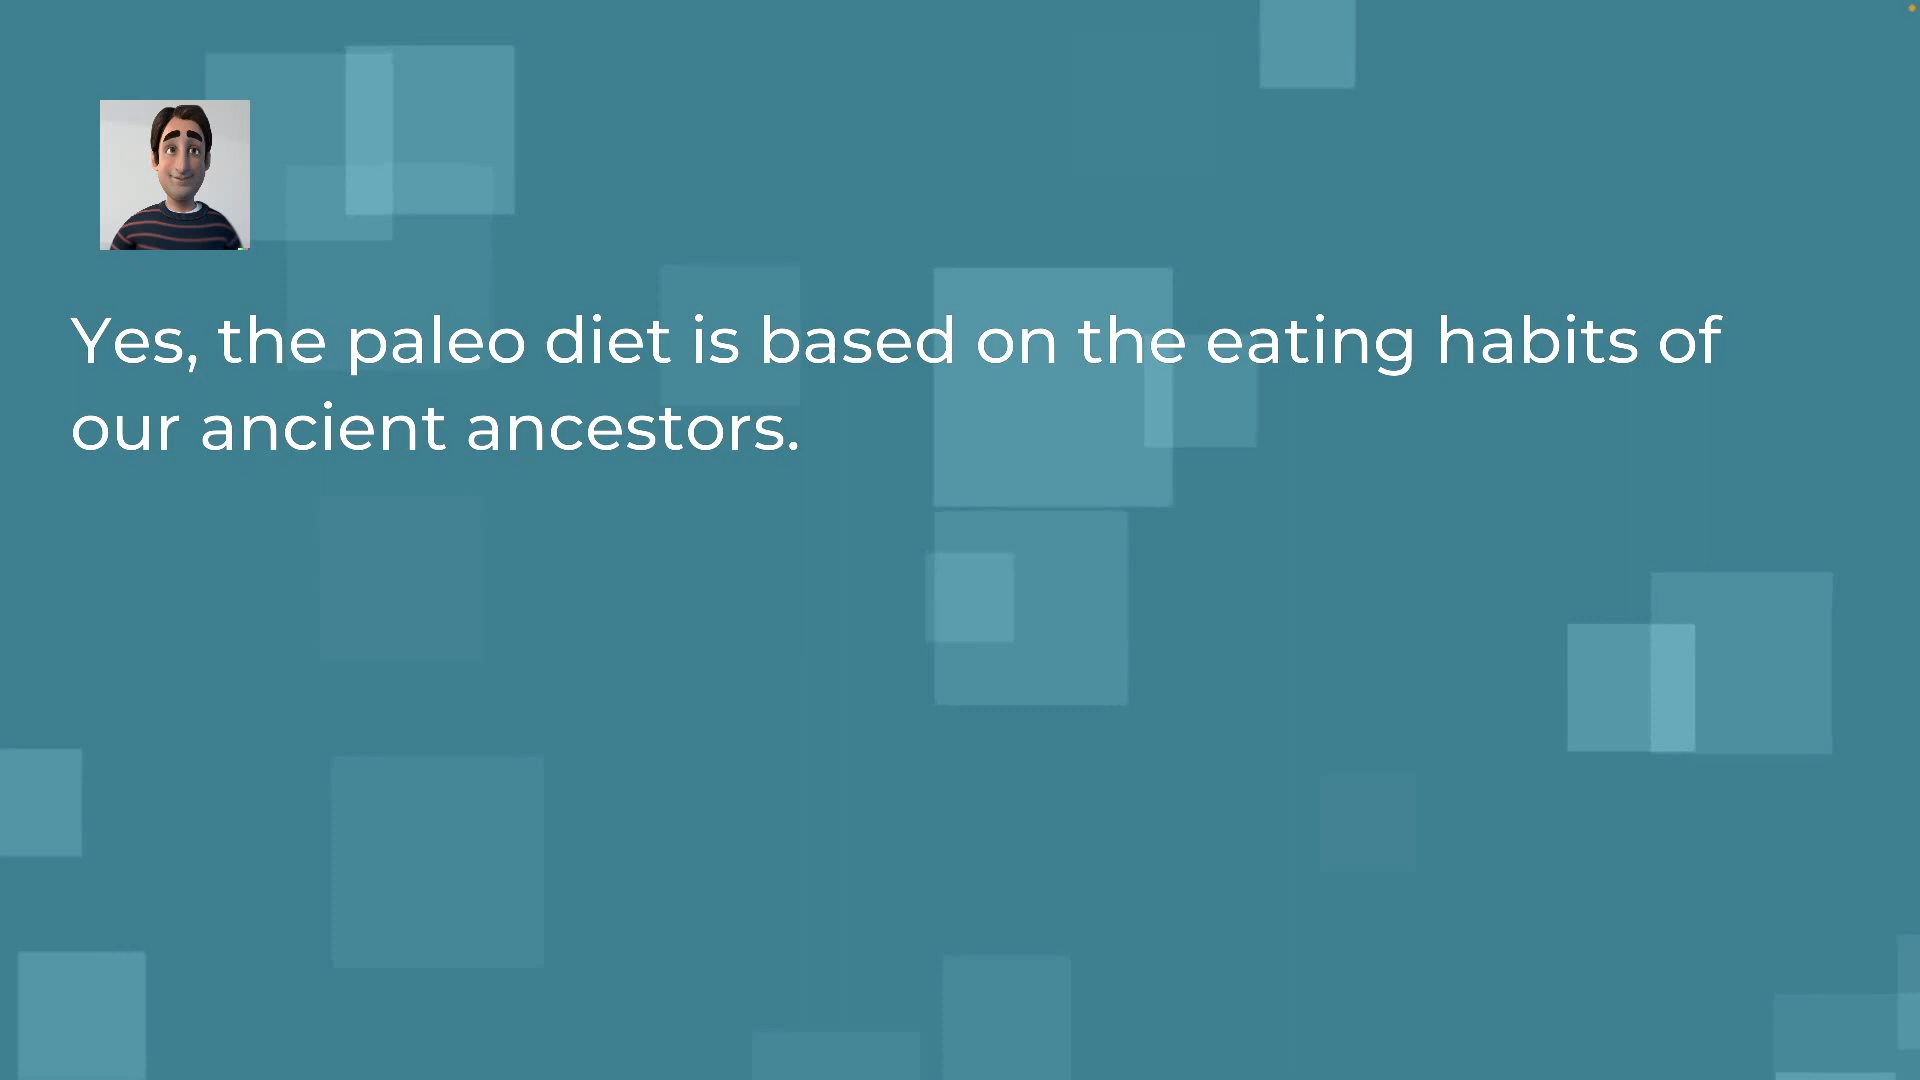 Yes, the paleo diet is based on the eating habits of
our ancient ancestors.